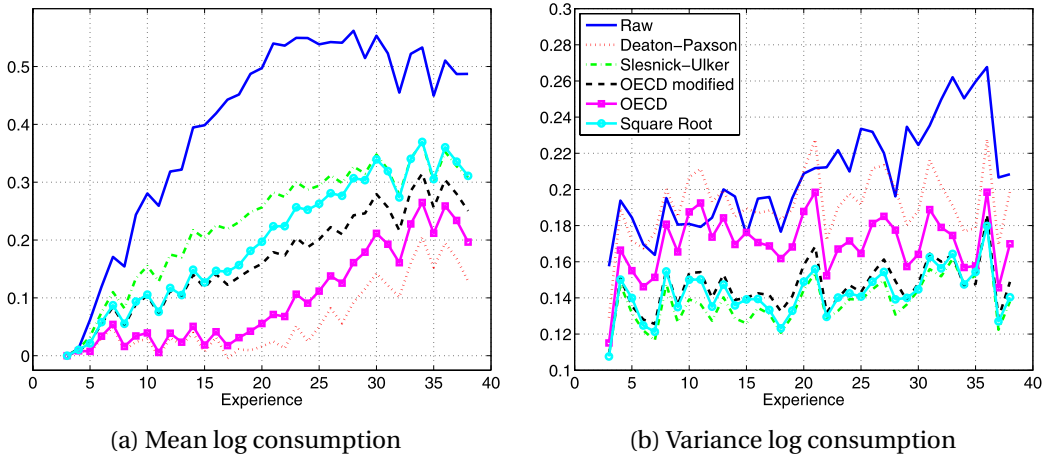 0.5
0.4
0.3
0.2
0.1
0
0 5 10 15 20 25 30 35 40
Experience
(a) Mean log consumption
0.3
0.28
0.26
0.24
0.22
0.2
0.18
0.16
0.14
0.12
0.1
Raw
Deaton−Paxson
Slesnick−Ulker
OECD modified
OECD
Square Root
0 5 10 15 20 25 30 35 40
Experience
(b) Variance log consumption